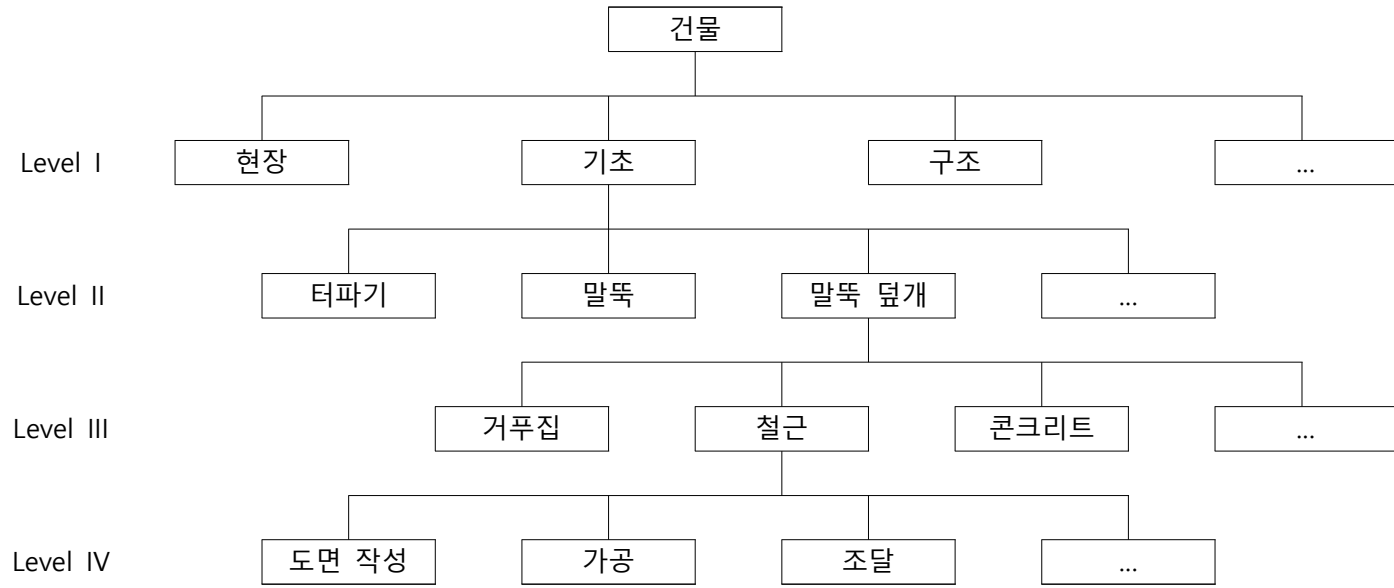 건물
Level I 현장 기초 구조 ...
Level II 터파기 말뚝 말뚝 덮개 ...
Level III 거푸집 철근 콘크리트 ...
Level IV 도면 작성 가공 조달 ...